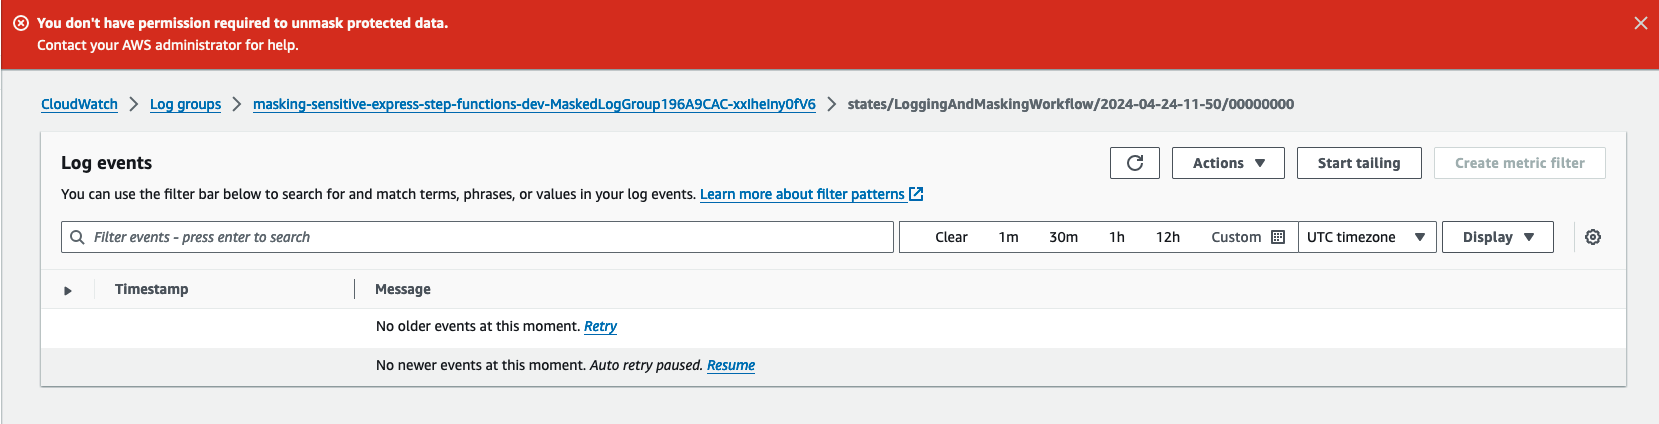 You don't have permission required to unmask protected data.
Contact your AWS administrator for help.
CloudWatch > Log groups > masking-sensitive-express-step-functions-dev-MaskedLogGroup196A9CAC-xxIheIny0fV6 > states/LoggingAndMaskingWorkflow/2024-04-24-11-50/00000000
Log events
Actions
Start tailing
Create metric filter
You can use the filter bar below to search for and match terms, phrases, or values in your log events. Learn more about filter patterns
Filter events - press enter to search
Clear 1m 30m 1h 12h Custom UTC timezone Display
Timestamp Message
No older events at this moment. Retry
No newer events at this moment. Auto retry paused. Resume